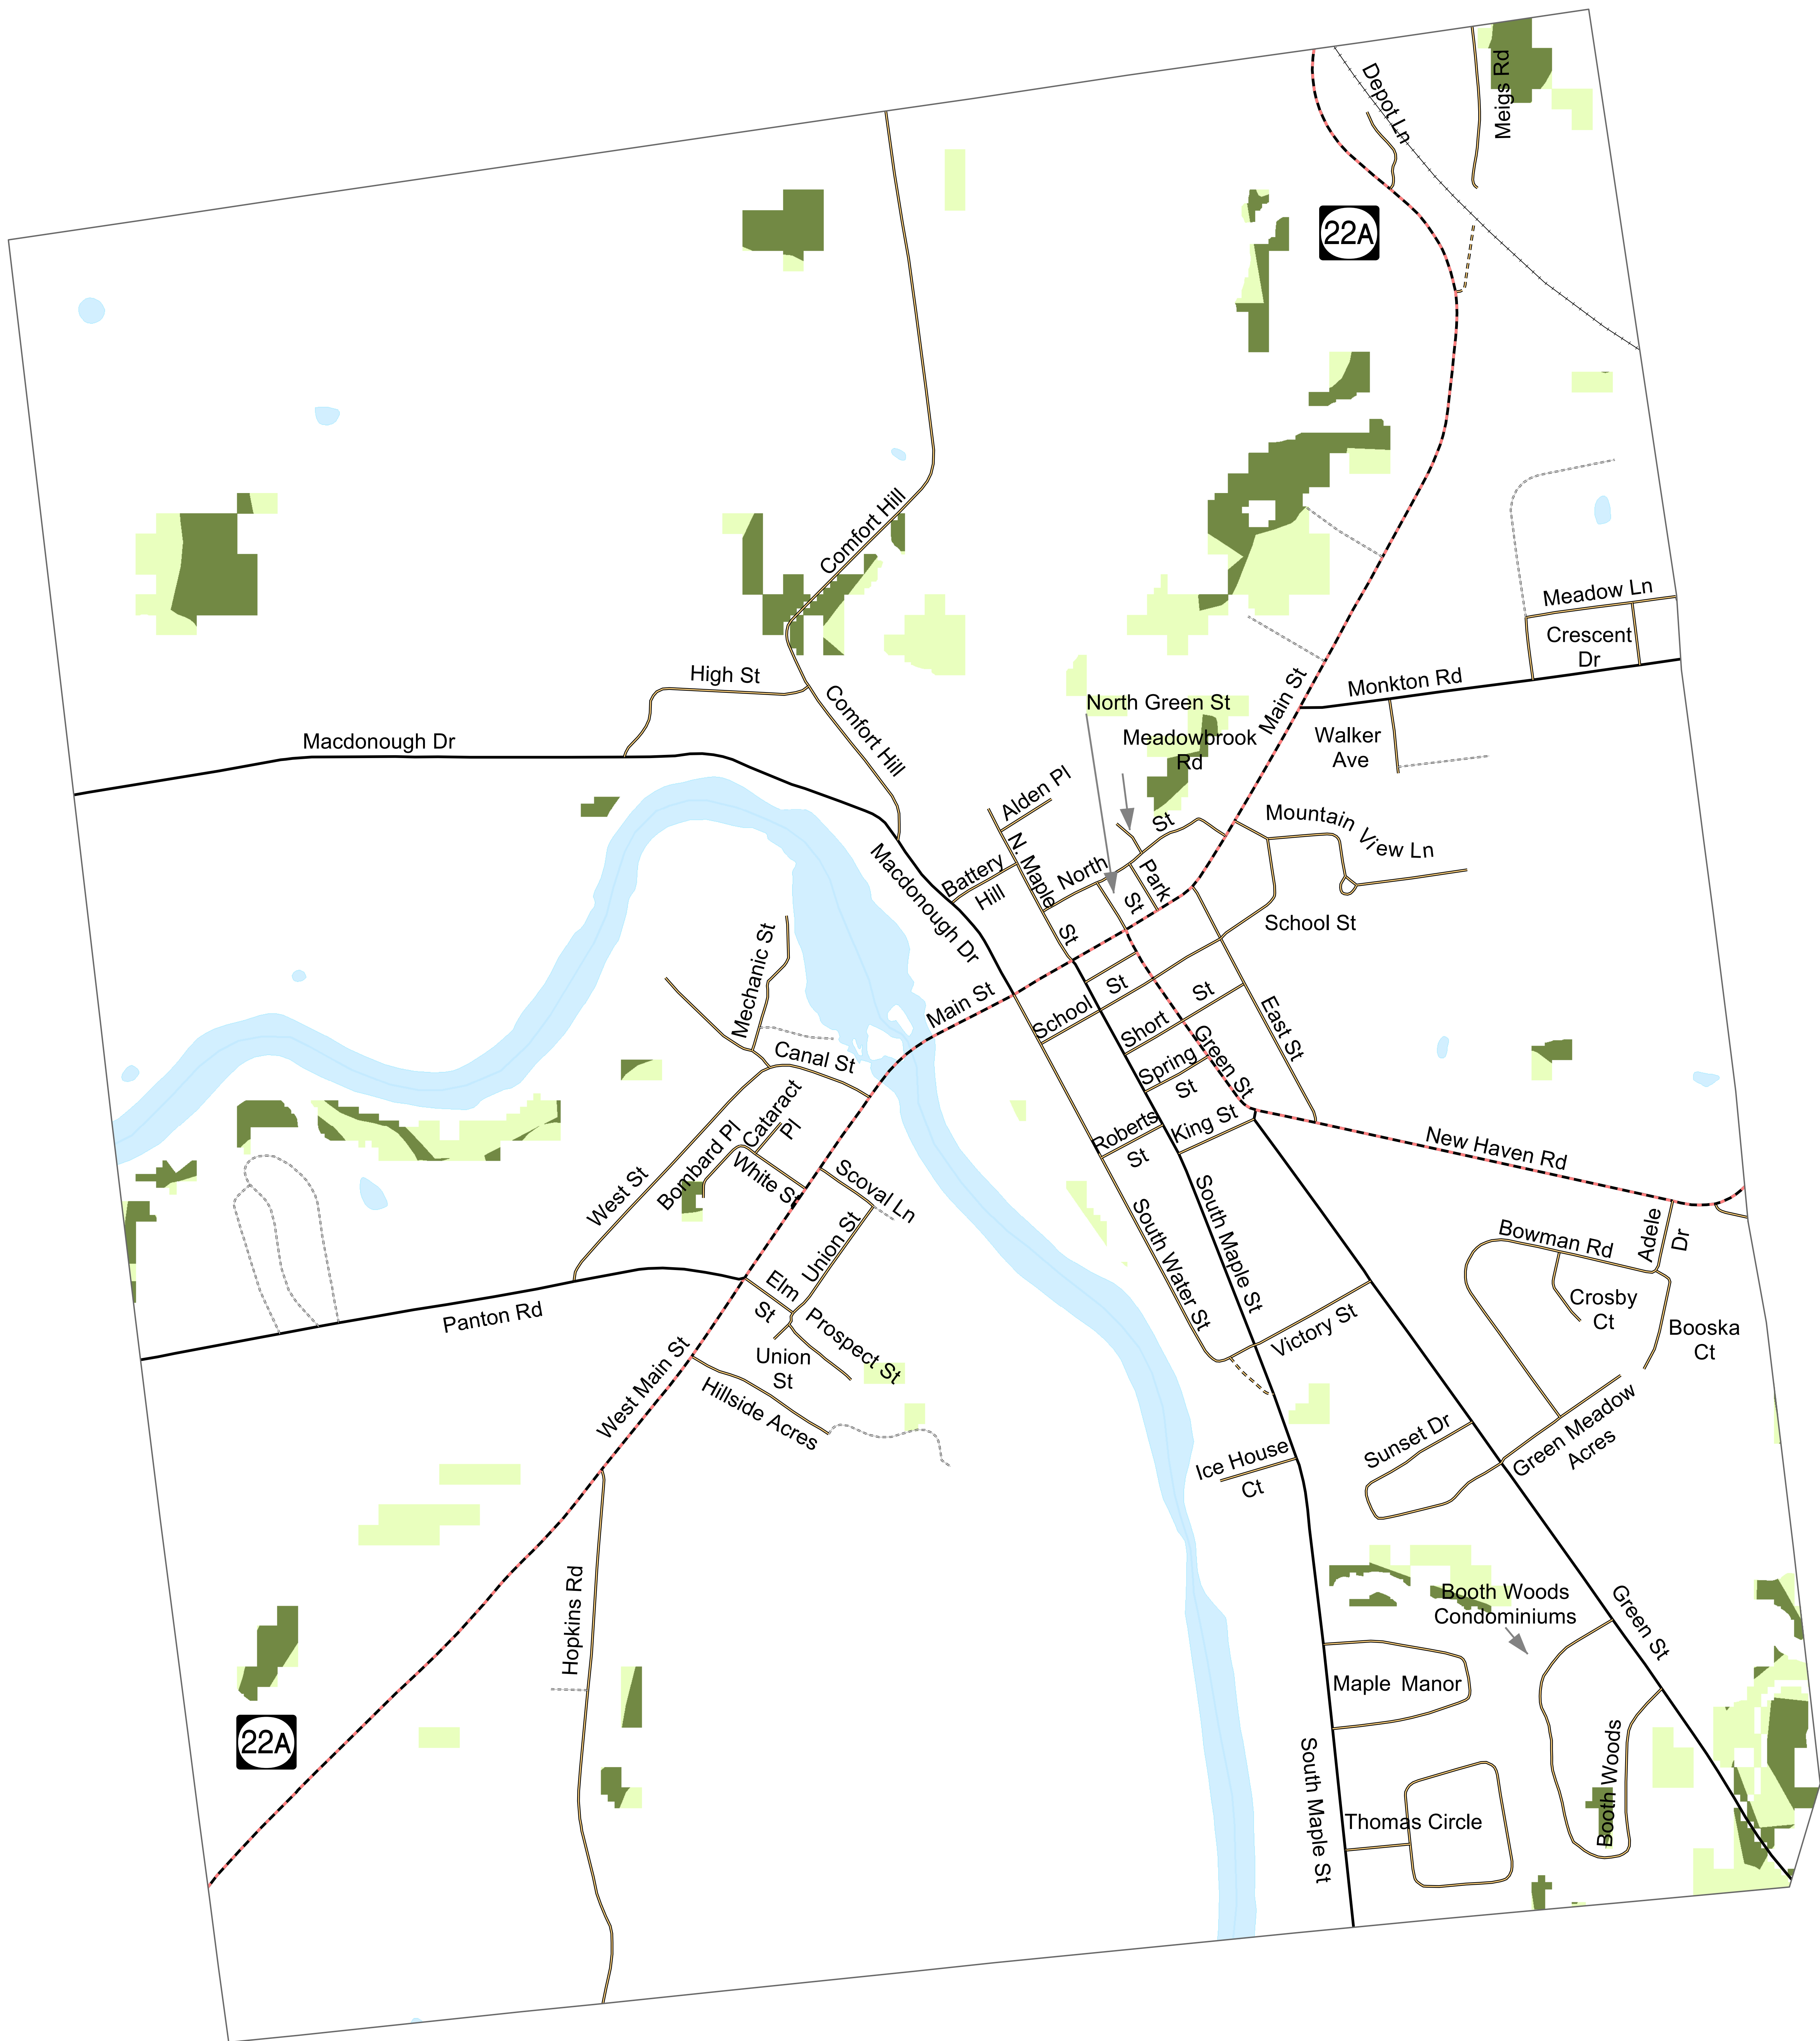 Depot Ln
Meigs Rd
22A
Comfort Hill
Meadow Ln
Crescent
Dr
High St
Monkton Rd
Comfort Hill
North Green St
Main St
Macdonough Dr
Meadowbrook
Rd
Walker
Ave
Alden Pl
Mountain View Ln
N. Maple St
North St
Park St
Battery
Hill
Macdonough Dr
School St
Mechanic St
Main St
School St
Short St
East St
Canal St
Spring
St
Green St
Cataract
Pl
Bombard Pl
White St
Roberts
St
King St
New Haven Rd
West St
Scoval Ln
Union St
South Water St
South Maple St
Adele
Dr
Bowman Rd
Elm
St
Crosby
Ct
Panton Rd
Prospect St
Victory St
Booska
Ct
Union
St
West Main St
Hillside Acres
Green Meadow
Acres
Sunset Dr
Ice House
Ct
Hopkins Rd
Booth Woods
Condominiums
Green St
Maple Manor
22A
Booth Woods
South Maple St
Thomas Circle